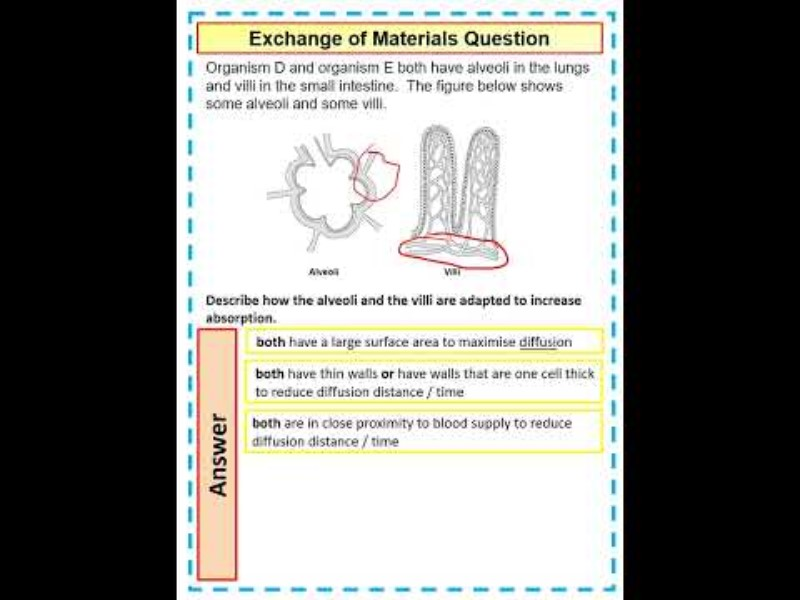 Exchange of Materials Question
Organism D and organism E both have alveoli in the lungs
and villi in the small intestine. The figure below shows
some alveoli and some villi.
Alveoli
Villi
Describe how the alveoli and the villi are adapted to increase
absorption.
Answer
both have a large surface area to maximise diffusion
both have thin walls or have walls that are one cell thick
to reduce diffusion distance / time
both are in close proximity to blood supply to reduce
diffusion distance / time